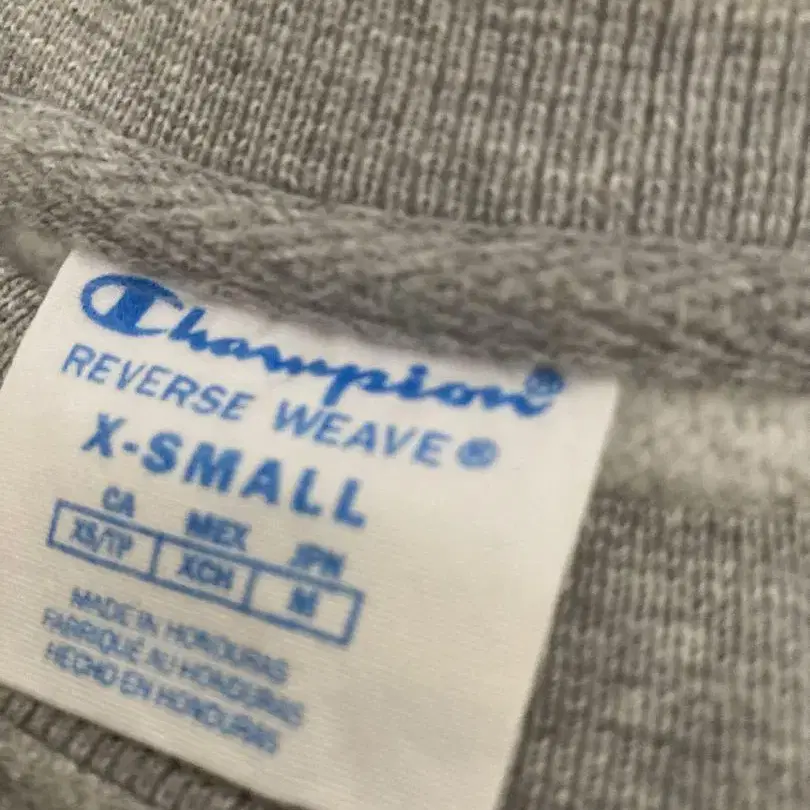 Champion®
REVERSE WEAVE®
X-SMALL
CA MEX JPN
XS/TP XCH M
MADE IN HONDURAS
FABRIQUÉ AU HONDURAS
HECHO EN HONDURAS